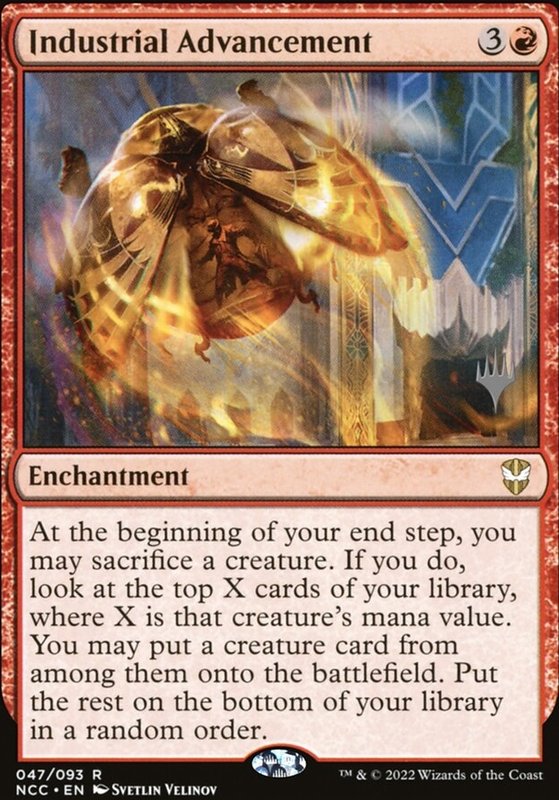 Industrial Advancement 3
Enchantment
At the beginning of your end step, you
may sacrifice a creature. If you do,
look at the top X cards of your library,
where X is that creature's mana value.
You may put a creature card from
among them onto the battlefield. Put
the rest on the bottom of your library
in a random order.
047/093 R
NCC • EN Svetlin Velinov
™ & © 2022 Wizards of the Coast